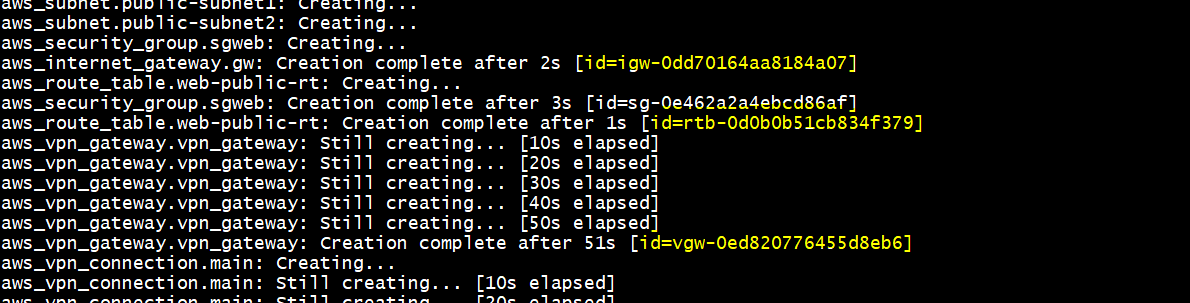 aws_subnet.public-subnet1: Creating...
aws_subnet.public-subnet2: Creating...
aws_security_group.sgweb: Creating...
aws_internet_gateway.gw: Creation complete after 2s [id=igw-0dd70164aa8184a07]
aws_route_table.web-public-rt: Creating...
aws_security_group.sgweb: Creation complete after 3s [id=sg-0e462a2a4ebcd86af]
aws_route_table.web-public-rt: Creation complete after 1s [id=rtb-0d0b0b51cb834f379]
aws_vpn_gateway.vpn_gateway: Still creating... [10s elapsed]
aws_vpn_gateway.vpn_gateway: Still creating... [20s elapsed]
aws_vpn_gateway.vpn_gateway: Still creating... [30s elapsed]
aws_vpn_gateway.vpn_gateway: Still creating... [40s elapsed]
aws_vpn_gateway.vpn_gateway: Still creating... [50s elapsed]
aws_vpn_gateway.vpn_gateway: Creation complete after 51s [id=vgw-0ed820776455d8eb6]
aws_vpn_connection.main: Creating...
aws_vpn_connection.main: Still creating... [10s elapsed]
aws_vpn_connection.main: Still creating... [20s elapsed]